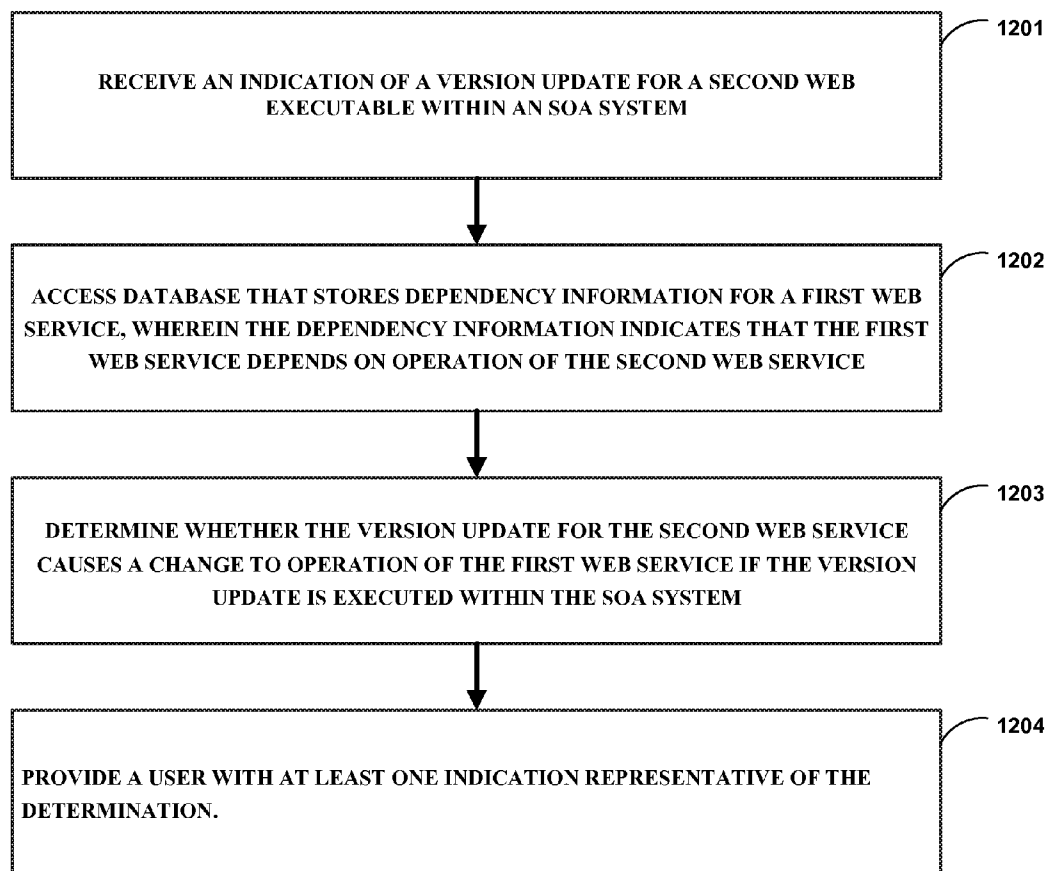 1201
RECEIVE AN INDICATION OF A VERSION UPDATE FOR A SECOND WEB
EXECUTABLE WITHIN AN SOA SYSTEM
1202
ACCESS DATABASE THAT STORES DEPENDENCY INFORMATION FOR A FIRST WEB
SERVICE, WHEREIN THE DEPENDENCY INFORMATION INDICATES THAT THE FIRST
WEB SERVICE DEPENDS ON OPERATION OF THE SECOND WEB SERVICE
1203
DETERMINE WHETHER THE VERSION UPDATE FOR THE SECOND WEB SERVICE
CAUSES A CHANGE TO OPERATION OF THE FIRST WEB SERVICE IF THE VERSION
UPDATE IS EXECUTED WITHIN THE SOA SYSTEM
1204
PROVIDE A USER WITH AT LEAST ONE INDICATION REPRESENTATIVE OF THE
DETERMINATION.